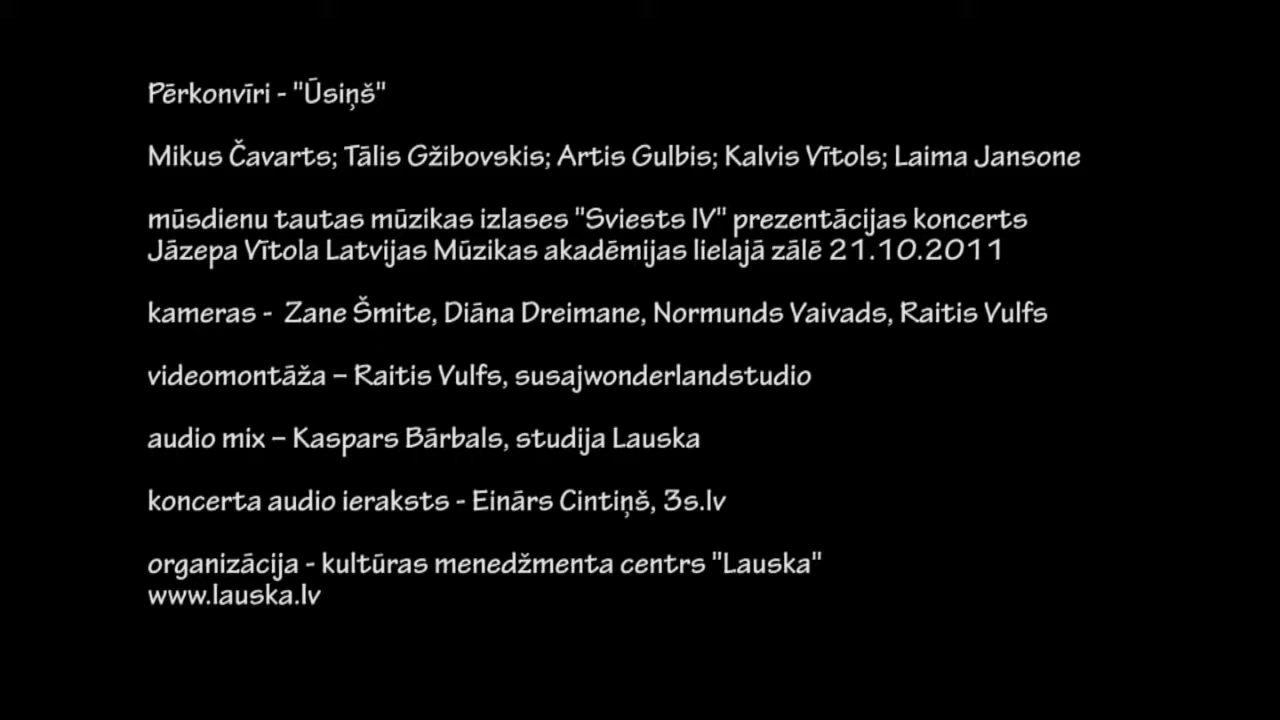 Pērkonvīri - "Ūsiņš"
Mikus Čavarts; Tālis Gžibovskis; Artis Gulbis; Kalvis Vītols; Laima Jansone
mūsdienu tautas mūzikas izlases "Sviests IV" prezentācijas koncerts
Jāzepa Vītola Latvijas Mūzikas akadēmijas lielajā zālē 21.10.2011
kameras -  Zane Šmite, Diāna Dreimane, Normunds Vaivads, Raitis Vulfs
videomontāža – Raitis Vulfs, susajwonderlandstudio
audio mix – Kaspars Bārbals, studija Lauska
koncerta audio ieraksts - Einārs Cintiņš, 3s.lv
organizācija - kultūras menedžmenta centrs "Lauska"
www.lauska.lv